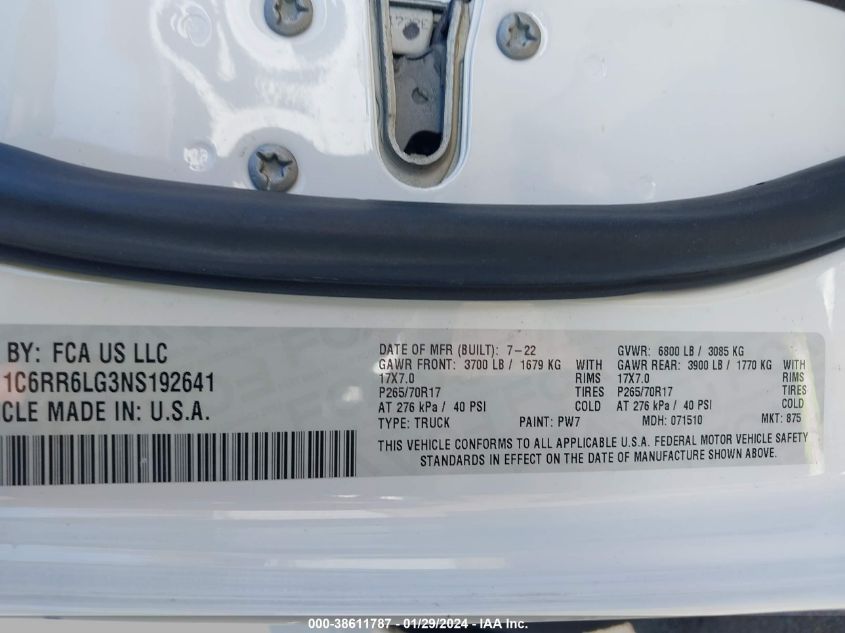 BY: FCA US LLC
1C6RR6LG3NS192641
CLE MADE IN: U.S.A.
DATE OF MFR (BUILT): 7-22 GVWR: 6800 LB / 3085 KG
GAWR FRONT: 3700 LB / 1679 KG WITH GAWR REAR: 3900 LB / 1770 KG WITH
17X7.0 RIMS 17X7.0 RIMS
P265/70R17 TIRES P265/70R17 TIRES
AT 276 kPa / 40 PSI COLD AT 276 kPa / 40 PSI COLD
TYPE: TRUCK PAINT: PW7 MDH: 071510 MKT: 875
THIS VEHICLE CONFORMS TO ALL APPLICABLE U.S.A. FEDERAL MOTOR VEHICLE SAFETY
STANDARDS IN EFFECT ON THE DATE OF MANUFACTURE SHOWN ABOVE.
000-38611787 - 01/29/2024 - IAA Inc.